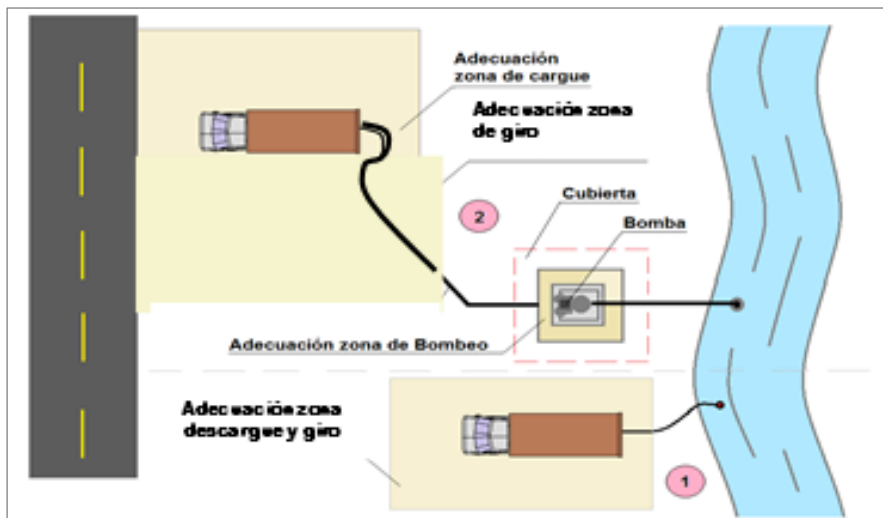 Adecuación
zona de cargue
Adecuación zona
de giro
2
Cubierta
Bomba
Adecuación zona de Bombeo
Adecuación zona
descargue y giro
1